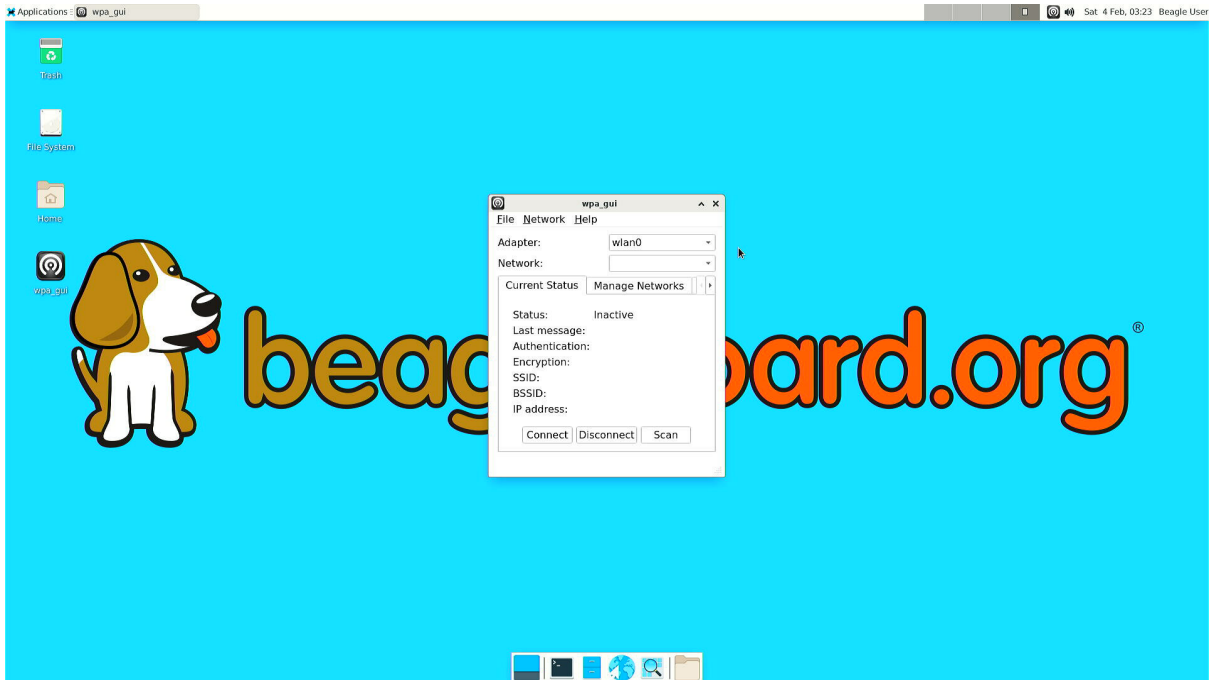 Applications wpa_gui Sat 4 Feb, 03:23 Beagle User
Trash
File System
Home
wpa_gui
wpa_gui
File Network Help
Adapter: wlan0
Network:
Current Status Manage Networks
Status: Inactive
Last message:
Authentication:
Encryption:
SSID:
BSSID:
IP address:
Connect Disconnect Scan
beag oard.org®